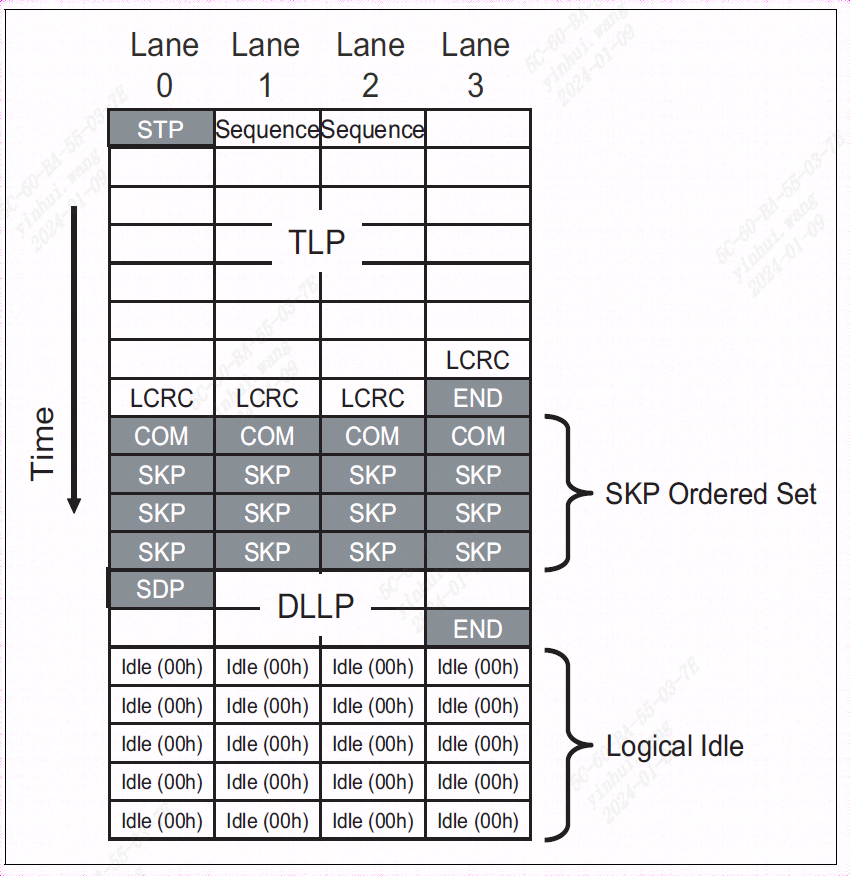 Lane 0 Lane 1 Lane 2 Lane 3
STP Sequence Sequence
TLP
LCRC
LCRC LCRC LCRC END
COM COM COM COM
SKP SKP SKP SKP
SKP SKP SKP SKP
SKP SKP SKP SKP
SKP Ordered Set
SDP
DLLP
END
Idle (00h) Idle (00h) Idle (00h) Idle (00h)
Idle (00h) Idle (00h) Idle (00h) Idle (00h)
Idle (00h) Idle (00h) Idle (00h) Idle (00h)
Idle (00h) Idle (00h) Idle (00h) Idle (00h)
Idle (00h) Idle (00h) Idle (00h) Idle (00h)
Logical Idle
Time
5C-60-BA-55-03-7E
yinhui.wang
2024-01-09